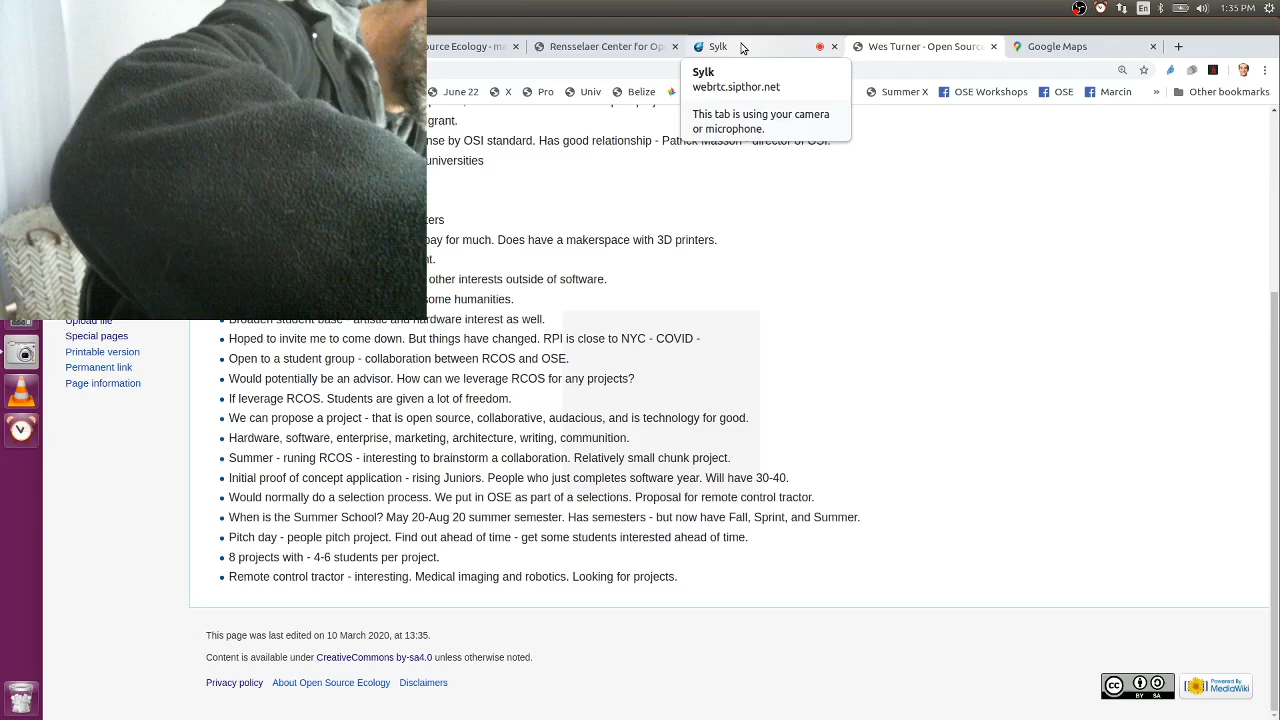 En 1:35 PM
ource Ecology - ma
Rensselaer Center for Op
Sylk
Wes Turner - Open Sourc
Google Maps
June 22 X Pro Univ Belize Summer X OSE Workshops OSE Marcin » Other bookmarks
Sylk
webrtc.sipthor.net
This tab is using your camera
or microphone.
grant.
nse by OSI standard. Has good relationship - Patrick Masson - director of OSI.
universities
ters
pay for much. Does have a makerspace with 3D printers.
nt.
other interests outside of software.
some humanities.
Upload file
Special pages
Printable version
Permanent link
Page information
Broaden student base - artistic and hardware interest as well.
Hoped to invite me to come down. But things have changed. RPI is close to NYC - COVID -
Open to a student group - collaboration between RCOS and OSE.
Would potentially be an advisor. How can we leverage RCOS for any projects?
If leverage RCOS. Students are given a lot of freedom.
We can propose a project - that is open source, collaborative, audacious, and is technology for good.
Hardware, software, enterprise, marketing, architecture, writing, communition.
Summer - runing RCOS - interesting to brainstorm a collaboration. Relatively small chunk project.
Initial proof of concept application - rising Juniors. People who just completes software year. Will have 30-40.
Would normally do a selection process. We put in OSE as part of a selections. Proposal for remote control tractor.
When is the Summer School? May 20-Aug 20 summer semester. Has semesters - but now have Fall, Sprint, and Summer.
Pitch day - people pitch project. Find out ahead of time - get some students interested ahead of time.
8 projects with - 4-6 students per project.
Remote control tractor - interesting. Medical imaging and robotics. Looking for projects.
This page was last edited on 10 March 2020, at 13:35.
Content is available under CreativeCommons by-sa4.0 unless otherwise noted.
Privacy policy About Open Source Ecology Disclaimers
CC BY SA
Powered By MediaWiki